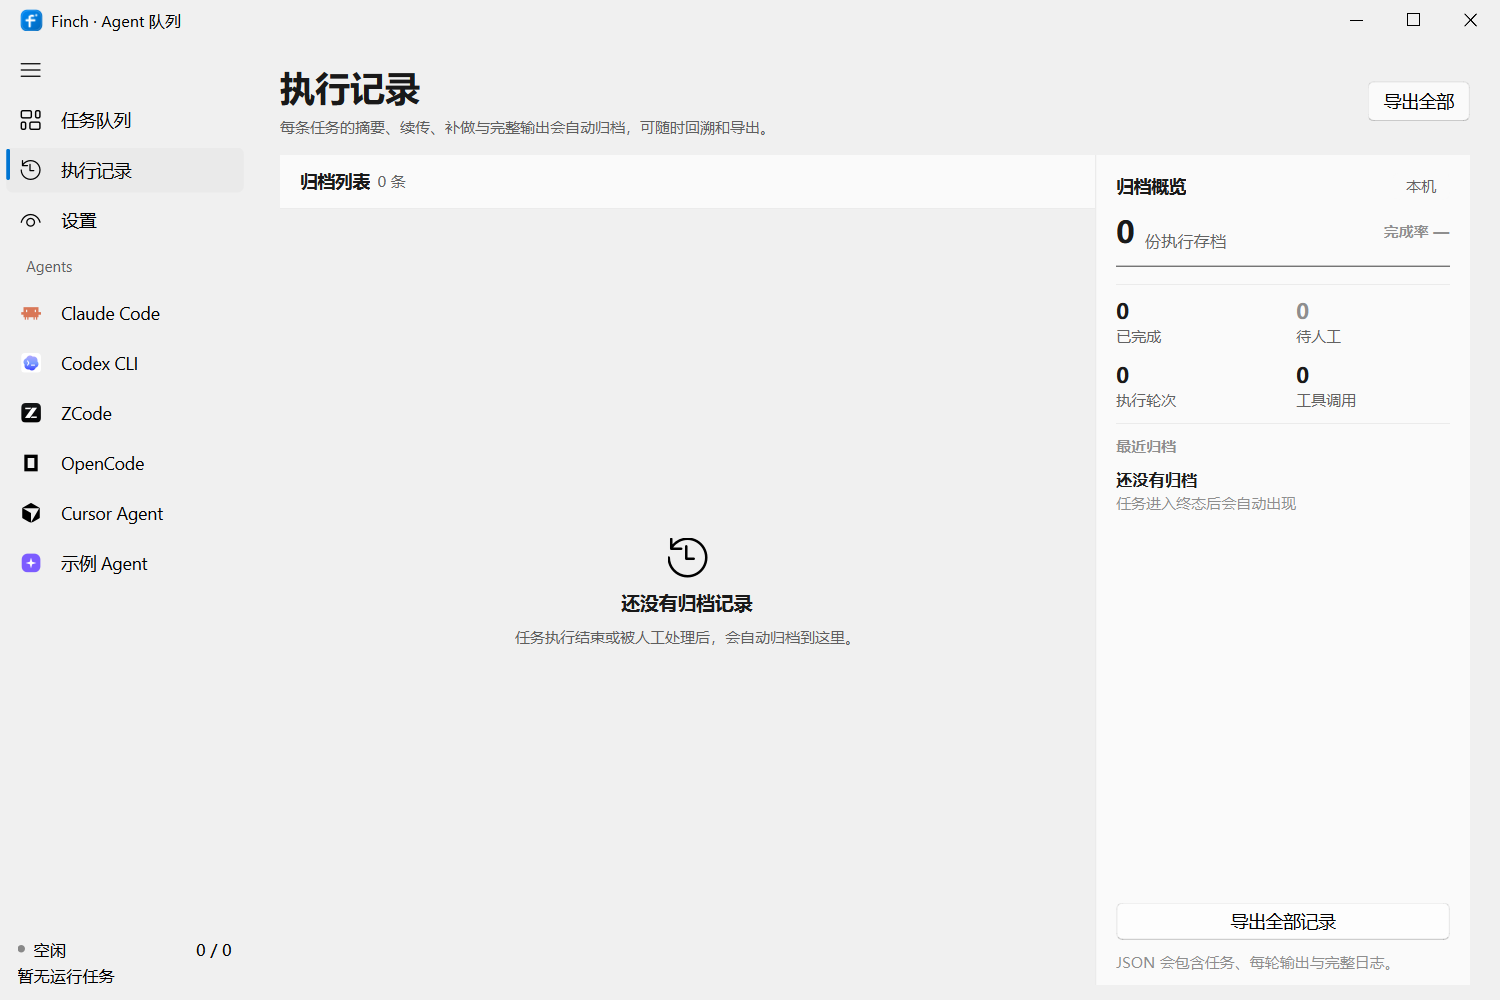 Finch · Agent 队列
任务队列
执行记录
设置
Agents
Claude Code
Codex CLI
ZCode
OpenCode
Cursor Agent
示例 Agent
空闲 0 / 0
暂无运行任务
执行记录
每条任务的摘要、续传、补做与完整输出会自动归档，可随时回溯和导出。
导出全部
归档列表 0 条
还没有归档记录
任务执行结束或被人工处理后，会自动归档到这里。
归档概览 本机
0 份执行存档 完成率 —
0 0
已完成 待人工
0 0
执行轮次 工具调用
最近归档
还没有归档
任务进入终态后会自动出现
导出全部记录
JSON 会包含任务、每轮输出与完整日志。